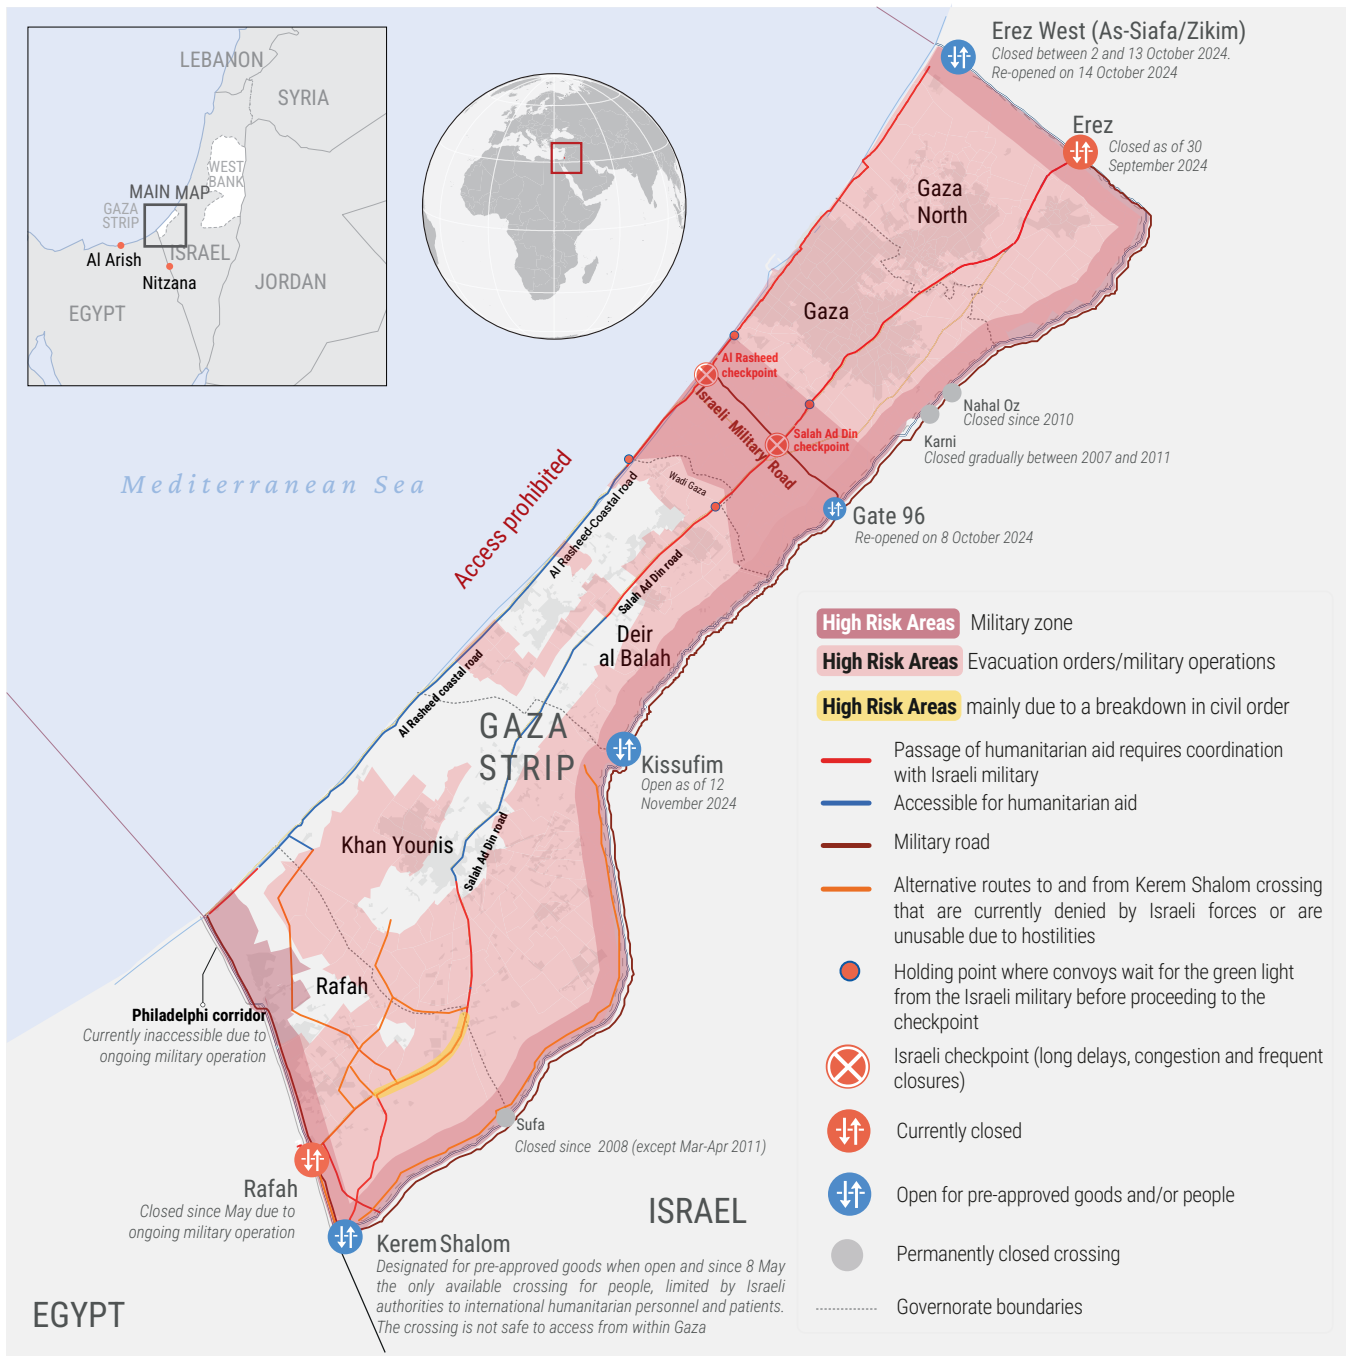 LEBANON
SYRIA
WEST
BANK
MAIN MAP
GAZA
STRIP
ISRAEL
Al Arish
Nitzana
JORDAN
EGYPT
Erez West (As-Siafa/Zikim)
Closed between 2 and 13 October 2024.
Re-opened on 14 October 2024
Erez
Closed as of 30
September 2024
Gaza
North
Gaza
Al Rasheed
checkpoint
Israeli Military Road
Salah Ad Din
checkpoint
Nahal Oz
Closed since 2010
Karni
Closed gradually between 2007 and 2011
Mediterranean Sea
Access prohibited
Wadi Gaza
Al Rasheed-Coastal road
Gate 96
Re-opened on 8 October 2024
Salah Ad Din road
Deir
al Balah
Al Rasheed coastal road
GAZA
STRIP
Kissufim
Open as of 12
November 2024
Khan Younis
Salah Ad Din road
Rafah
Philadelphi corridor
Currently inaccessible due to
ongoing military operation
Sufa
Closed since 2008 (except Mar-Apr 2011)
Rafah
Closed since May due to
ongoing military operation
ISRAEL
Kerem Shalom
Designated for pre-approved goods when open and since 8 May
the only available crossing for people, limited by Israeli
authorities to international humanitarian personnel and patients.
The crossing is not safe to access from within Gaza
EGYPT
High Risk Areas Military zone
High Risk Areas Evacuation orders/military operations
High Risk Areas mainly due to a breakdown in civil order
Passage of humanitarian aid requires coordination
with Israeli military
Accessible for humanitarian aid
Military road
Alternative routes to and from Kerem Shalom crossing
that are currently denied by Israeli forces or are
unusable due to hostilities
Holding point where convoys wait for the green light
from the Israeli military before proceeding to the
checkpoint
Israeli checkpoint (long delays, congestion and frequent
closures)
Currently closed
Open for pre-approved goods and/or people
Permanently closed crossing
Governorate boundaries